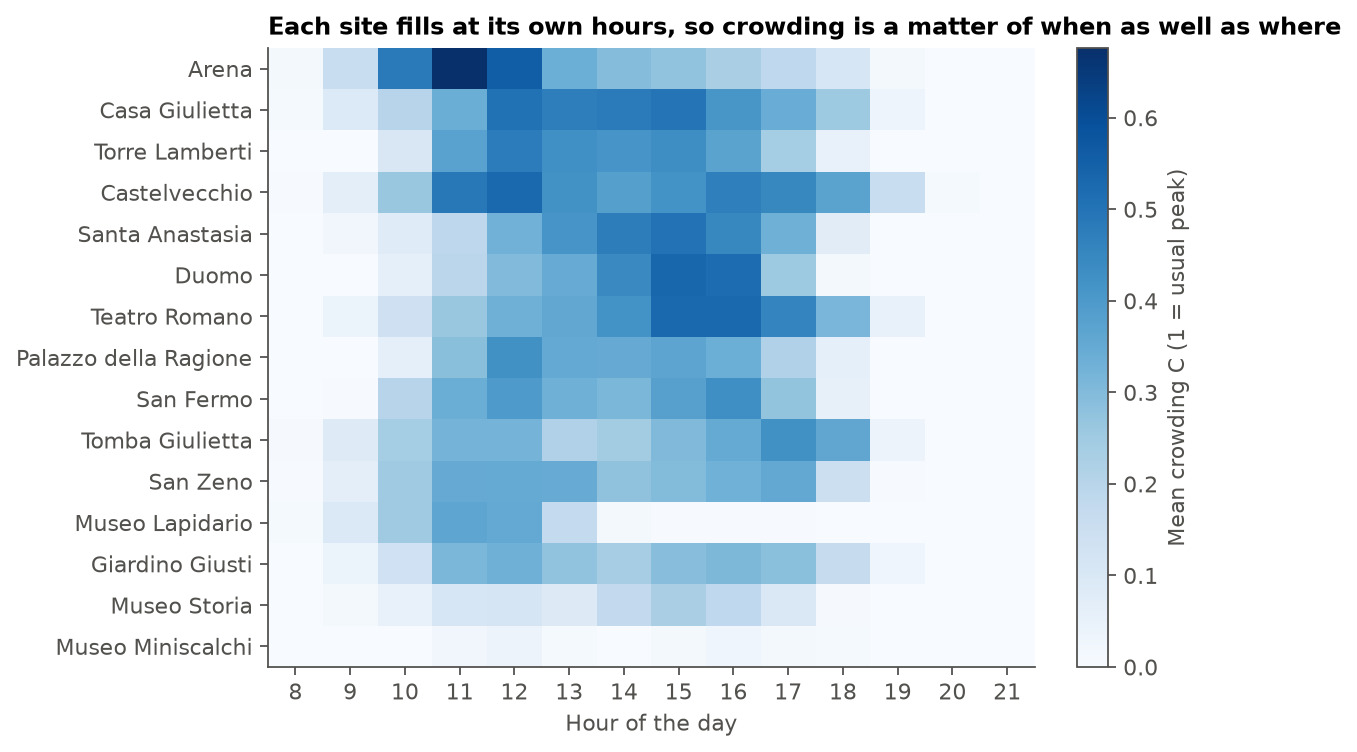 Each site fills at its own hours, so crowding is a matter of when as well as where
Arena
Casa Giulietta
Torre Lamberti
Castelvecchio
Santa Anastasia
Duomo
Teatro Romano
Palazzo della Ragione
San Fermo
Tomba Giulietta
San Zeno
Museo Lapidario
Giardino Giusti
Museo Storia
Museo Miniscalchi
8 9 10 11 12 13 14 15 16 17 18 19 20 21
Hour of the day
0.6
0.5
0.4
0.3
0.2
0.1
0.0
Mean crowding C (1 = usual peak)